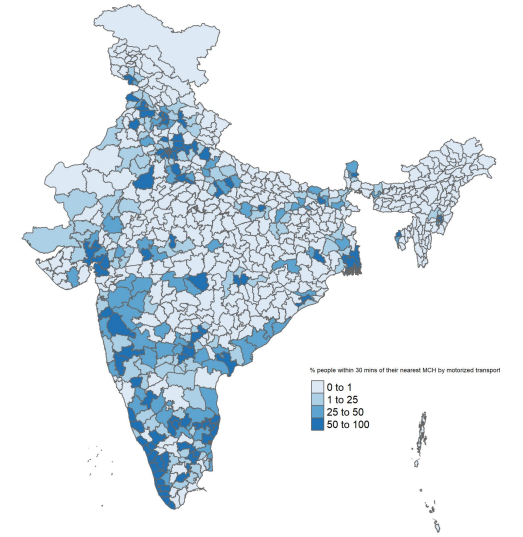 % people within 30 mins of their nearest MCH by motorized transport
0 to 1
1 to 25
25 to 50
50 to 100